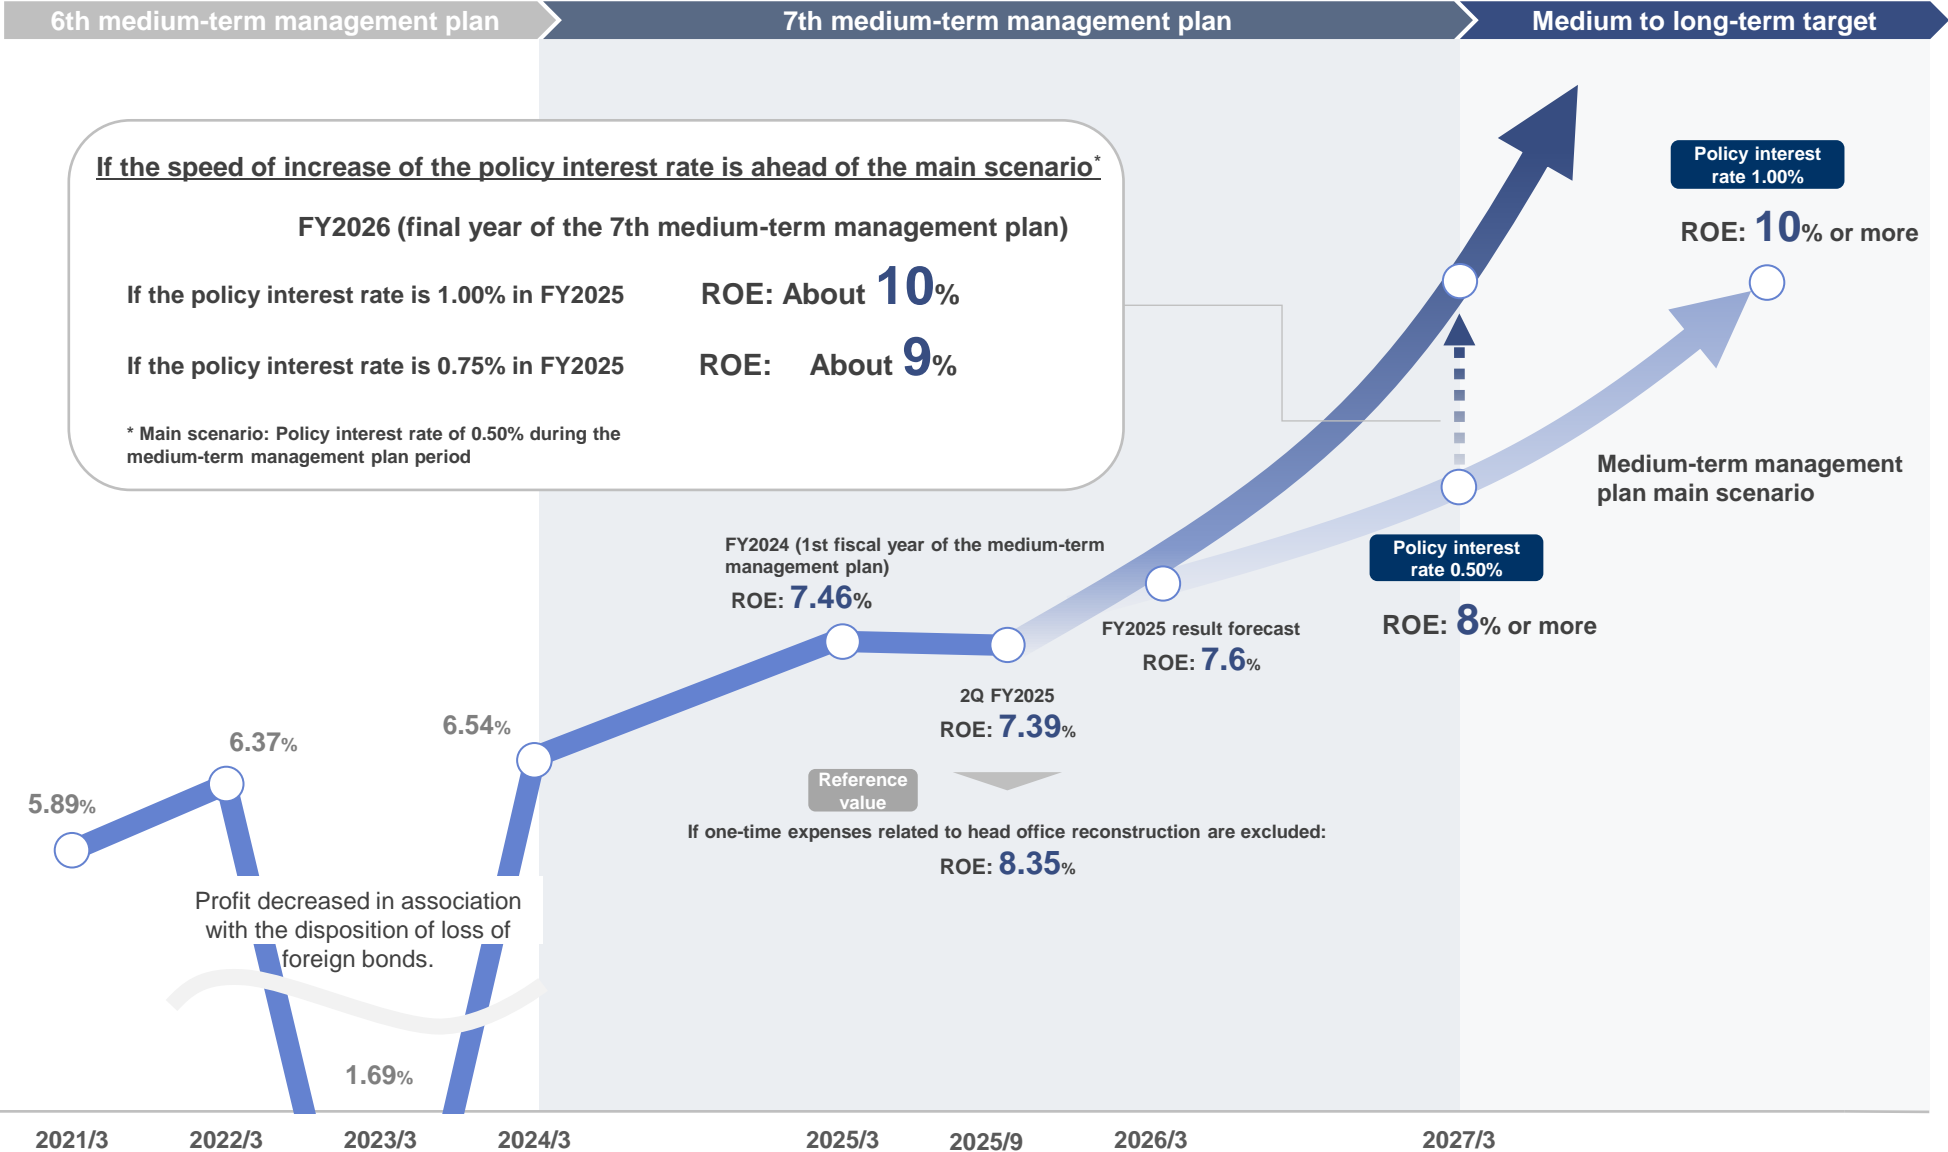 6th medium-term management plan
7th medium-term management plan
Medium to long-term target
If the speed of increase of the policy interest rate is ahead of the main scenario*
FY2026 (final year of the 7th medium-term management plan)
If the policy interest rate is 1.00% in FY2025 ROE: About 10%
If the policy interest rate is 0.75% in FY2025 ROE: About 9%
* Main scenario: Policy interest rate of 0.50% during the
medium-term management plan period
Policy interest
rate 1.00%
ROE: 10% or more
Medium-term management
plan main scenario
Policy interest
rate 0.50%
ROE: 8% or more
FY2024 (1st fiscal year of the medium-term
management plan)
ROE: 7.46%
FY2025 result forecast
ROE: 7.6%
2Q FY2025
ROE: 7.39%
Reference
value
If one-time expenses related to head office reconstruction are excluded:
ROE: 8.35%
5.89%
6.37%
6.54%
Profit decreased in association
with the disposition of loss of
foreign bonds.
1.69%
2021/3
2022/3
2023/3
2024/3
2025/3
2025/9
2026/3
2027/3